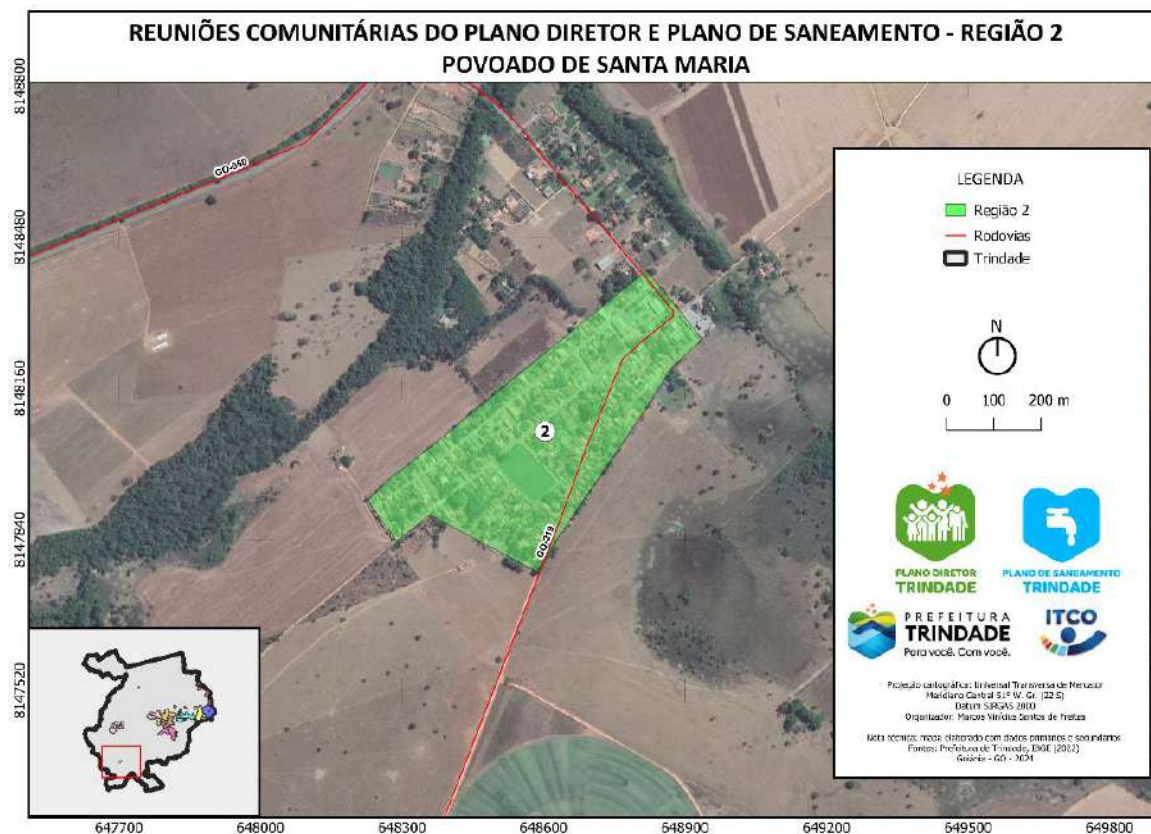 REUNIÕES COMUNITÁRIAS DO PLANO DIRETOR E PLANO DE SANEAMENTO - REGIÃO 2
POVOADO DE SANTA MARIA
8148800
8148480
8148160
8147840
8147520
GO-060
2
GO-219
LEGENDA
Região 2
Rodovias
Trindade
N
0 100 200 m
PLANO DIRETOR
TRINDADE
PLANO DE SANEAMENTO
TRINDADE
PREFEITURA
TRINDADE
Para você. Com você.
ITCO
Projeção cartográfica: Universal Transversa de Mercator
Meridiano Central 51º W. Gr. (22 S)
Datum SIRGAS 2000
Organizador: Marcos Vinícius Santos de Freitas
Nota técnica: mapa elaborado com dados primários e secundários
Fontes: Prefeitura de Trindade, IBGE (2022)
Goiânia - GO - 2024
647700 648000 648300 648600 648900 649200 649500 649800